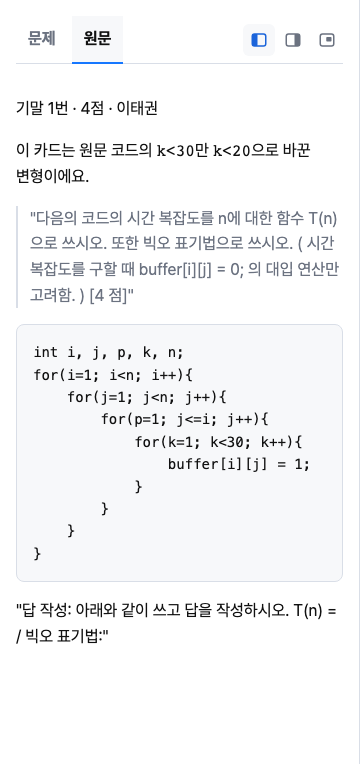 문제
원문
기말 1번 · 4점 · 이태권
이 카드는 원문 코드의 k<30만 k<20으로 바꾼
변형이에요.
"다음의 코드의 시간 복잡도를 n에 대한 함수 T(n)
으로 쓰시오. 또한 빅오 표기법으로 쓰시오. ( 시간
복잡도를 구할 때 buffer[i][j] = 0; 의 대입 연산만
고려함. ) [4 점]"
int i, j, p, k, n;
for(i=1; i<n; i++){
    for(j=1; j<n; j++){
        for(p=1; j<=i; j++){
            for(k=1; k<30; k++){
                buffer[i][j] = 1;
            }
        }
    }
}
"답 작성: 아래와 같이 쓰고 답을 작성하시오. T(n) =
/ 빅오 표기법:"